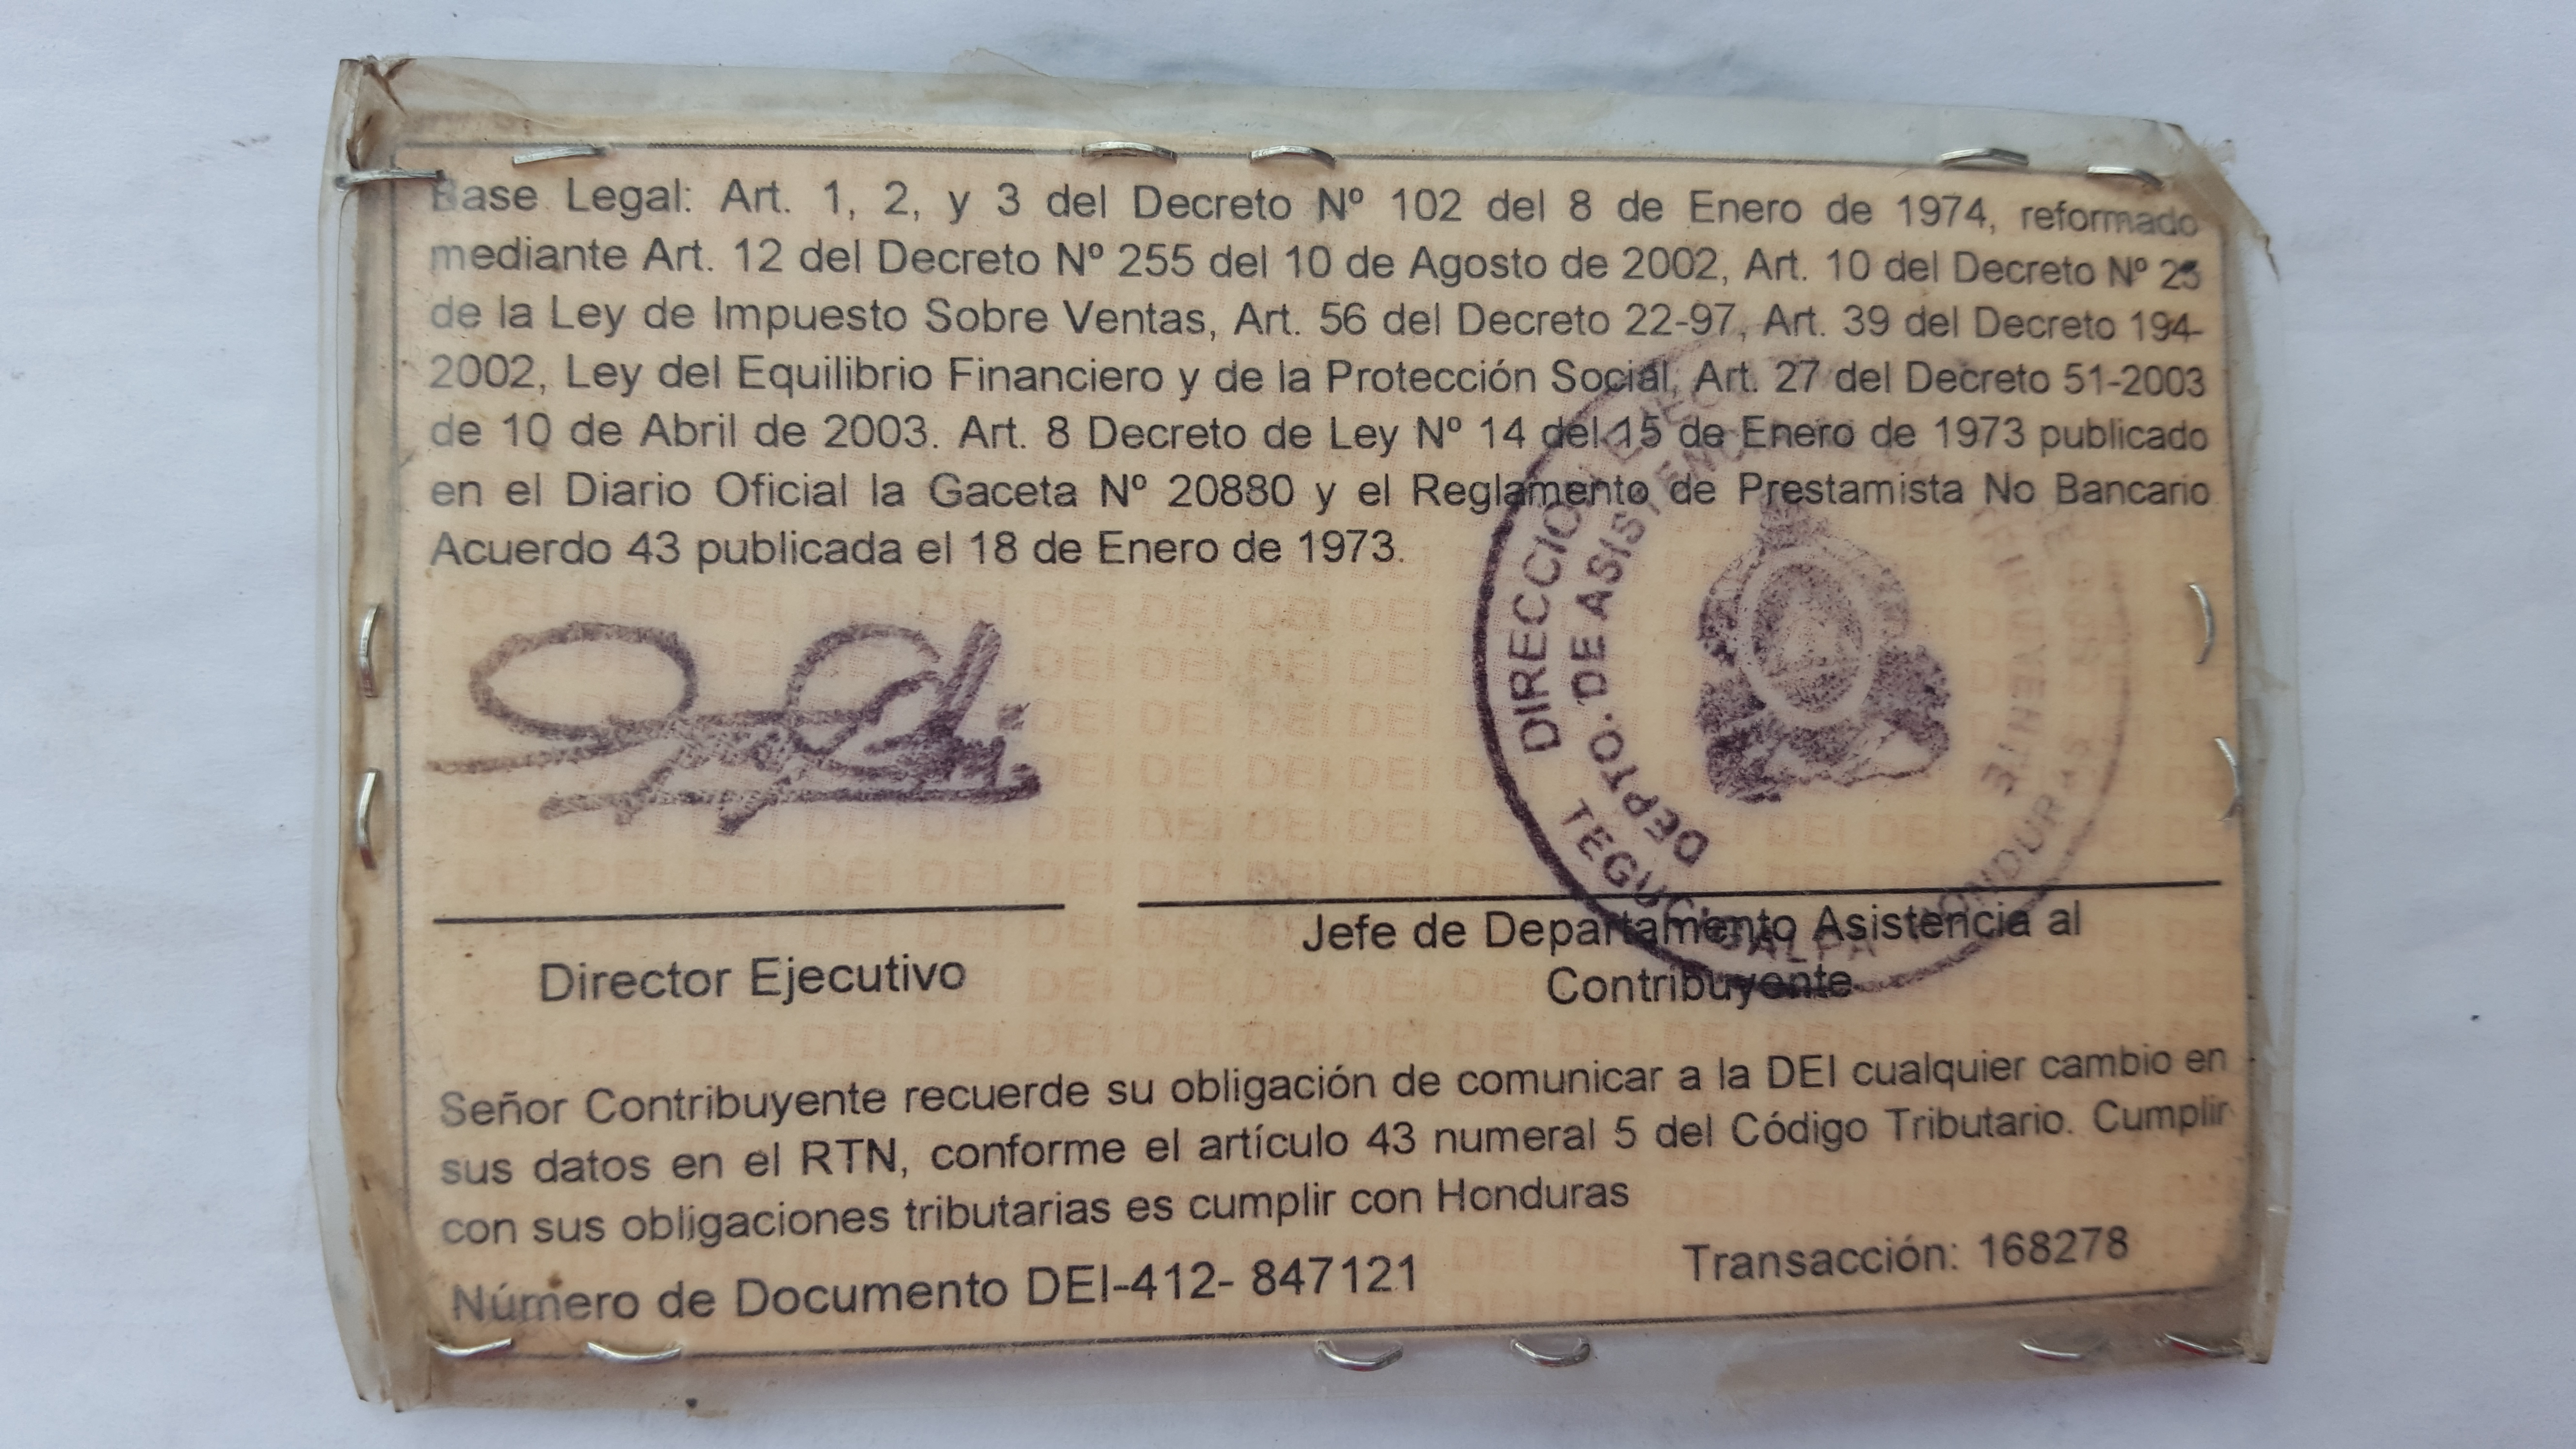 Base Legal: Art. 1, 2, y 3 del Decreto Nº 102 del 8 de Enero de 1974, reformado
mediante Art. 12 del Decreto Nº 255 del 10 de Agosto de 2002, Art. 10 del Decreto Nº 25
de la Ley de Impuesto Sobre Ventas, Art. 56 del Decreto 22-97, Art. 39 del Decreto 194-
2002, Ley del Equilibrio Financiero y de la Protección Social, Art. 27 del Decreto 51-2003
de 10 de Abril de 2003. Art. 8 Decreto de Ley Nº 14 del 15 de Enero de 1973 publicado
en el Diario Oficial la Gaceta Nº 20880 y el Reglamento de Prestamista No Bancario
Acuerdo 43 publicada el 18 de Enero de 1973.
DIRECCION
DEPTO. DE ASISTENCIA
TEGUCIGALPA HONDURAS
Director Ejecutivo
Jefe de Departamento Asistencia al
Contribuyente
Señor Contribuyente recuerde su obligación de comunicar a la DEI cualquier cambio en
sus datos en el RTN, conforme el artículo 43 numeral 5 del Código Tributario. Cumplir
con sus obligaciones tributarias es cumplir con Honduras
Número de Documento DEI-412- 847121
Transacción: 168278